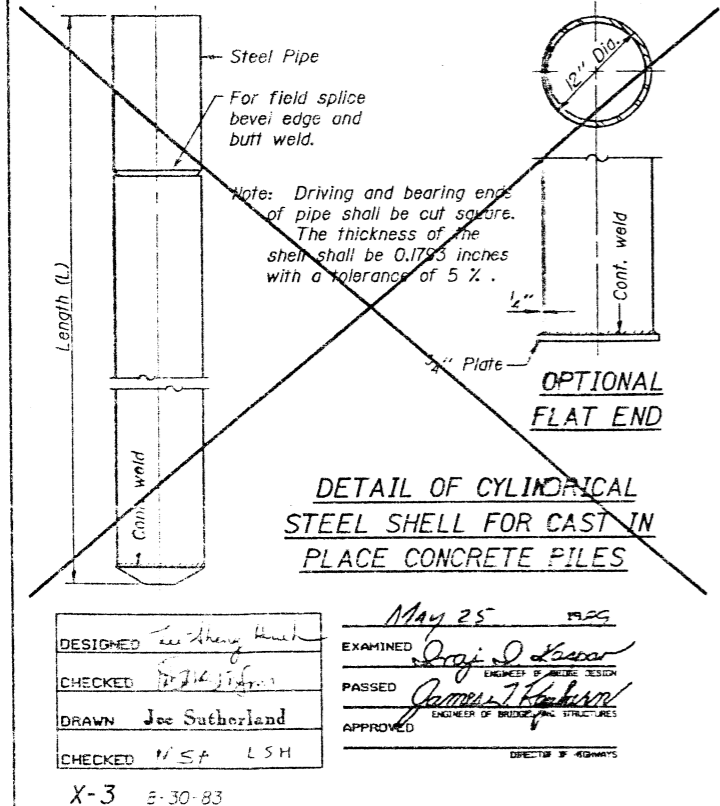 Steel Pipe
12" Dia.
For field splice
bevel edge and
butt weld.
Note: Driving and bearing ends
of pipe shall be cut square.
The thickness of the
shell shall be 0.1793 inches
with a tolerance of 5 % .
Length (L)
Cont. weld
Cont. weld
3/4" Plate
OPTIONAL
FLAT END
DETAIL OF CYLINDRICAL
STEEL SHELL FOR CAST IN
PLACE CONCRETE PILES
DESIGNED
CHECKED
DRAWN Joe Sutherland
CHECKED LSH
May 25
EXAMINED
ENGINEER OF BRIDGE DESIGN
PASSED James T.
ENGINEER OF BRIDGES AND STRUCTURES
APPROVED
DIRECTOR OF HIGHWAYS
X-3 -30-83